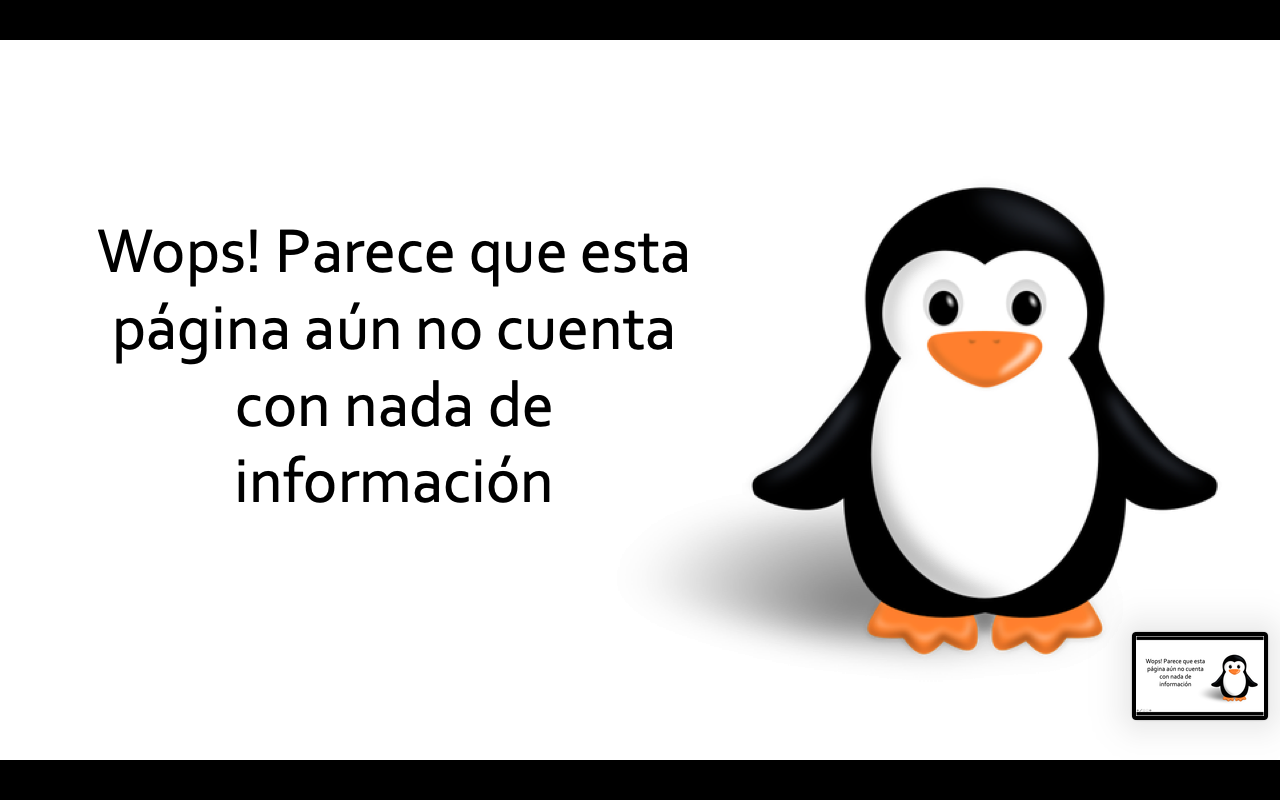 Wops! Parece que esta
página aún no cuenta
con nada de
información
Wops! Parece que esta
página aún no cuenta
con nada de
información